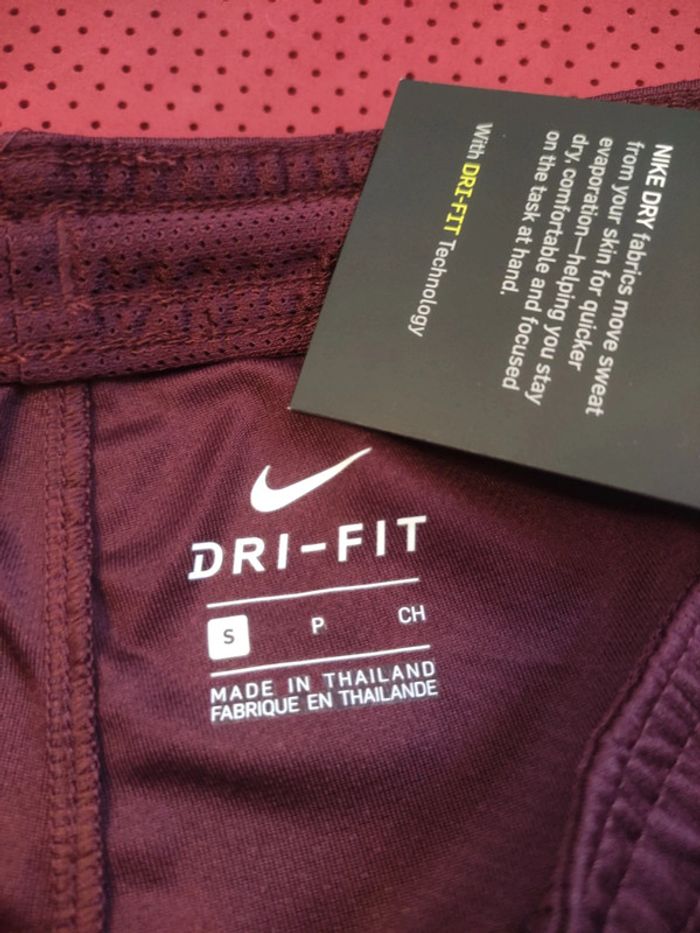 NIKE DRY fabrics move sweat
from your skin for quicker
evaporation—helping you stay
dry, comfortable and focused
on the task at hand.
With DRI-FIT Technology
DRI-FIT
S P CH
MADE IN THAILAND
FABRIQUE EN THAILANDE